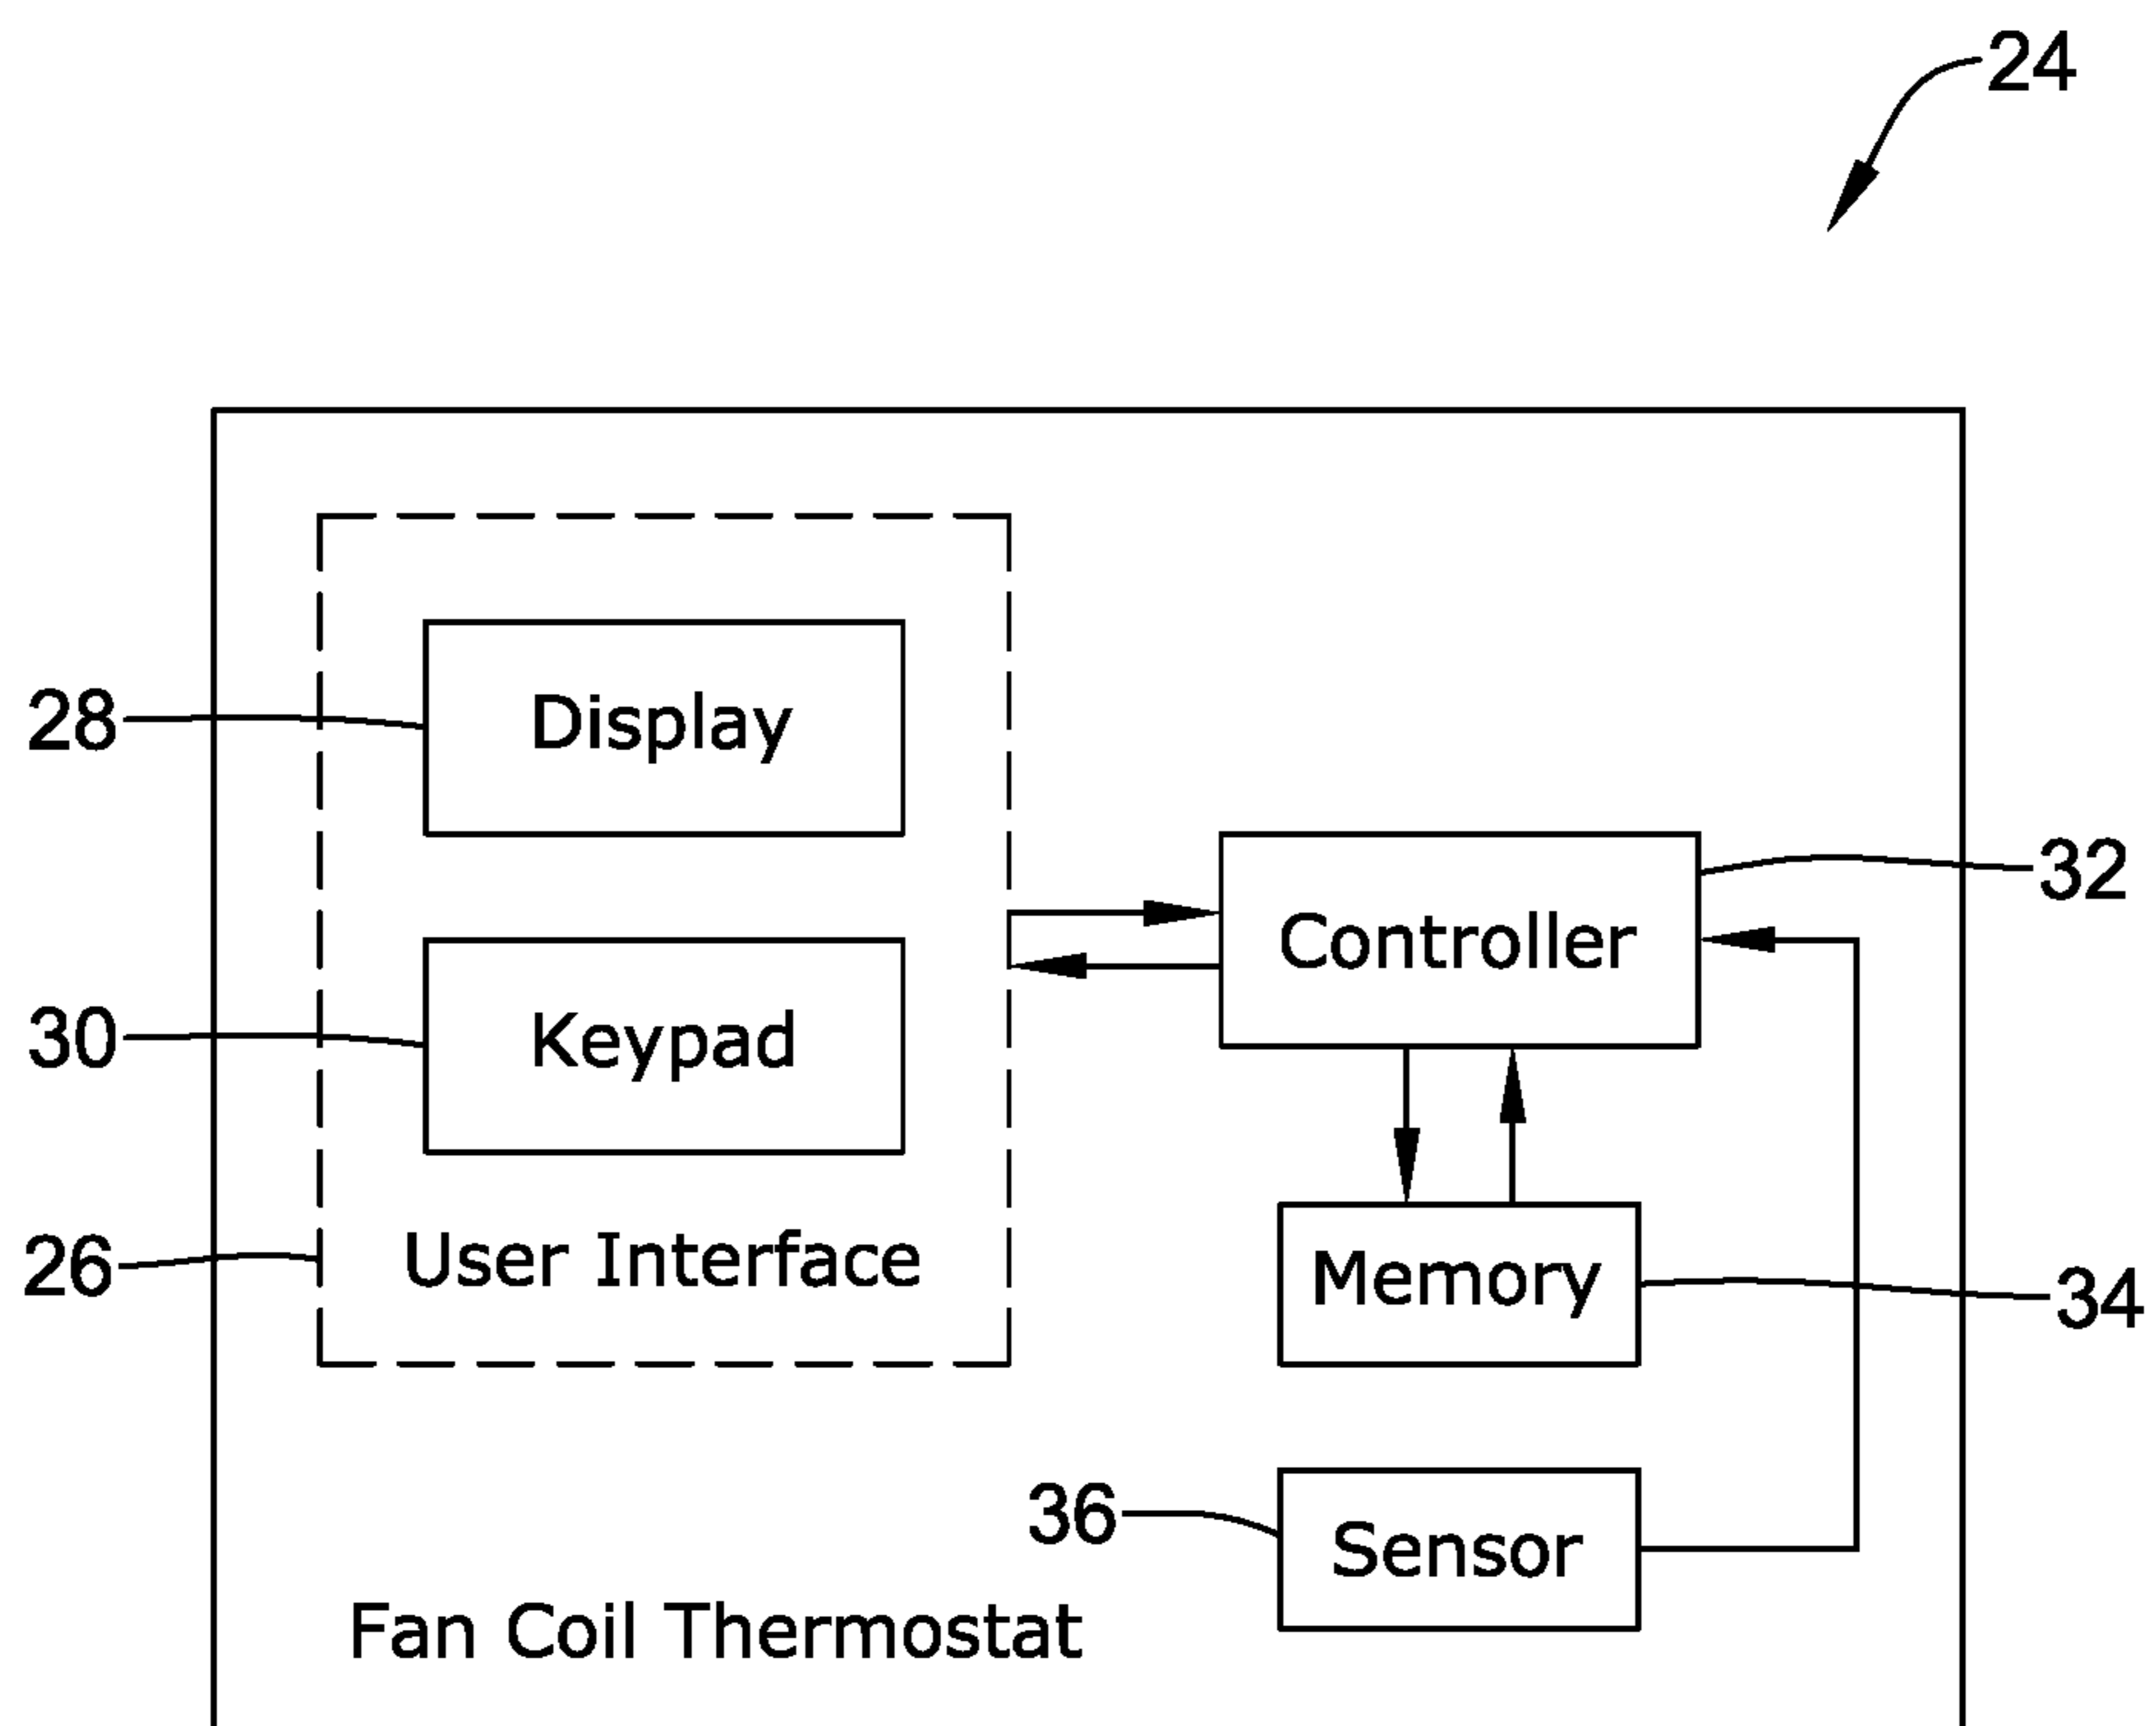 24
28
Display
32
Controller
30
Keypad
26
User Interface
Memory
34
36
Sensor
Fan Coil Thermostat